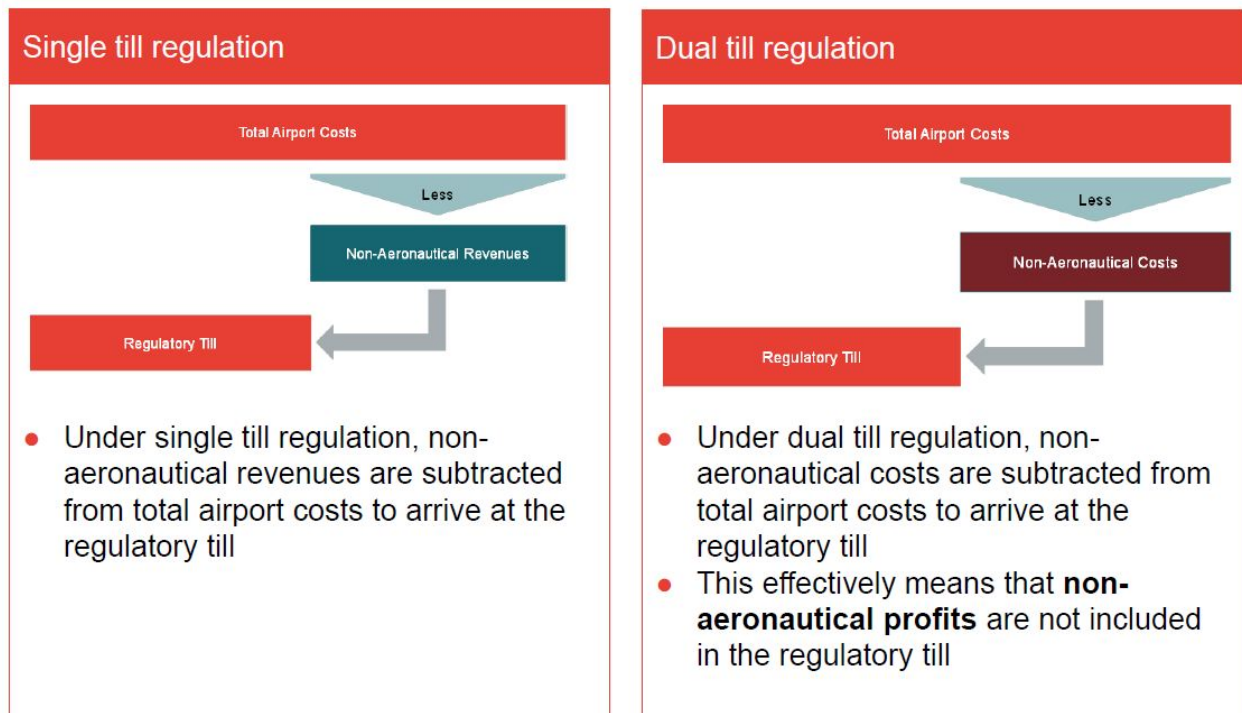 Single till regulation
Total Airport Costs
Less
Non-Aeronautical Revenues
Regulatory Till
● Under single till regulation, non-
aeronautical revenues are subtracted
from total airport costs to arrive at the
regulatory till
Dual till regulation
Total Airport Costs
Less
Non-Aeronautical Costs
Regulatory Till
● Under dual till regulation, non-
aeronautical costs are subtracted from
total airport costs to arrive at the
regulatory till
● This effectively means that non-
aeronautical profits are not included
in the regulatory till